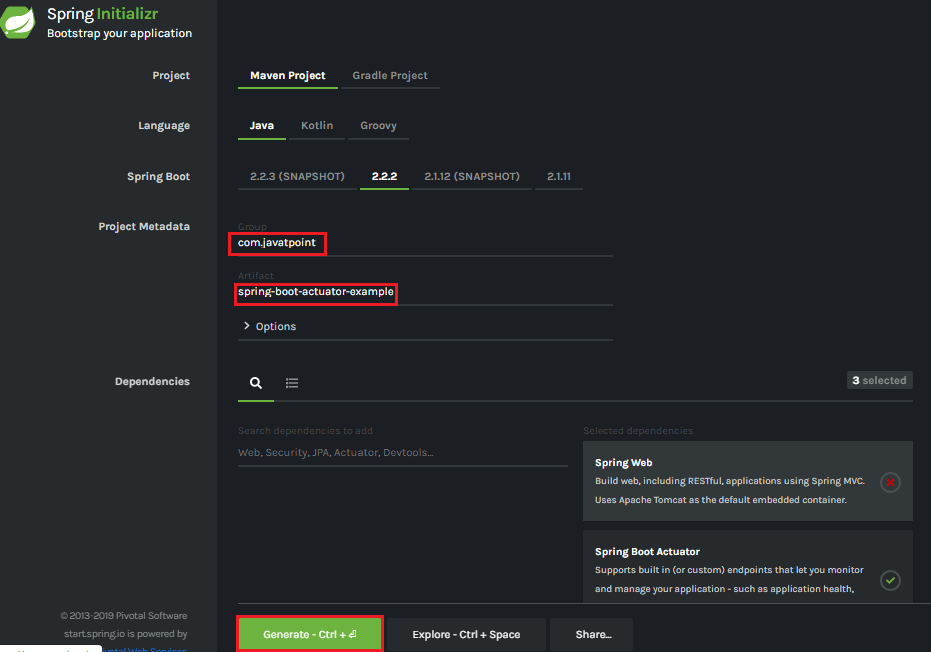 Spring Initializr
Bootstrap your application
Project
Maven Project
Gradle Project
Language
Java
Kotlin
Groovy
Spring Boot
2.2.3 (SNAPSHOT)
2.2.2
2.1.12 (SNAPSHOT)
2.1.11
Project Metadata
Group
com.javatpoint
Artifact
spring-boot-actuator-example
Options
Dependencies
3 selected
Search dependencies to add
Web, Security, JPA, Actuator, Devtools...
Selected dependencies
Spring Web
Build web, including RESTful, applications using Spring MVC.
Uses Apache Tomcat as the default embedded container.
Spring Boot Actuator
Supports built in (or custom) endpoints that let you monitor
and manage your application - such as application health,
© 2013-2019 Pivotal Software
start.spring.io is powered by
Web Services
Generate - Ctrl + ⏎
Explore - Ctrl + Space
Share...